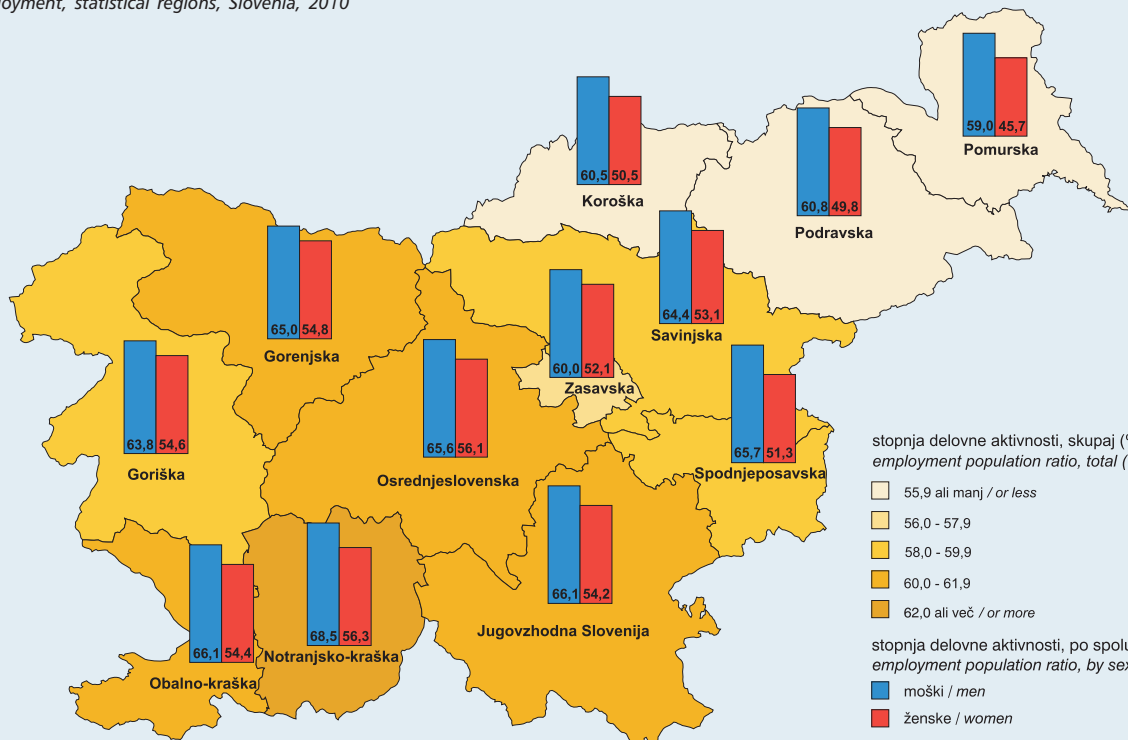 statistical regions, Slovenia, 2010
59,0 45,7
Pomurska
60,5 50,5
Koroška
60,8 49,8
Podravska
65,0 54,8
Gorenjska
64,4 53,1
Savinjska
60,0 52,1
Zasavska
63,8 54,6
Goriška
65,6 56,1
Osrednjeslovenska
65,7 51,3
Spodnjeposavska
66,1 54,2
Jugovzhodna Slovenija
68,5 56,3
Notranjsko-kraška
66,1 54,4
Obalno-kraška
stopnja delovne aktivnosti, skupaj
employment population ratio, total
55,9 ali manj / or less
56,0 - 57,9
58,0 - 59,9
60,0 - 61,9
62,0 ali več / or more
stopnja delovne aktivnosti, po spolu
employment population ratio, by sex
moški / men
ženske / women